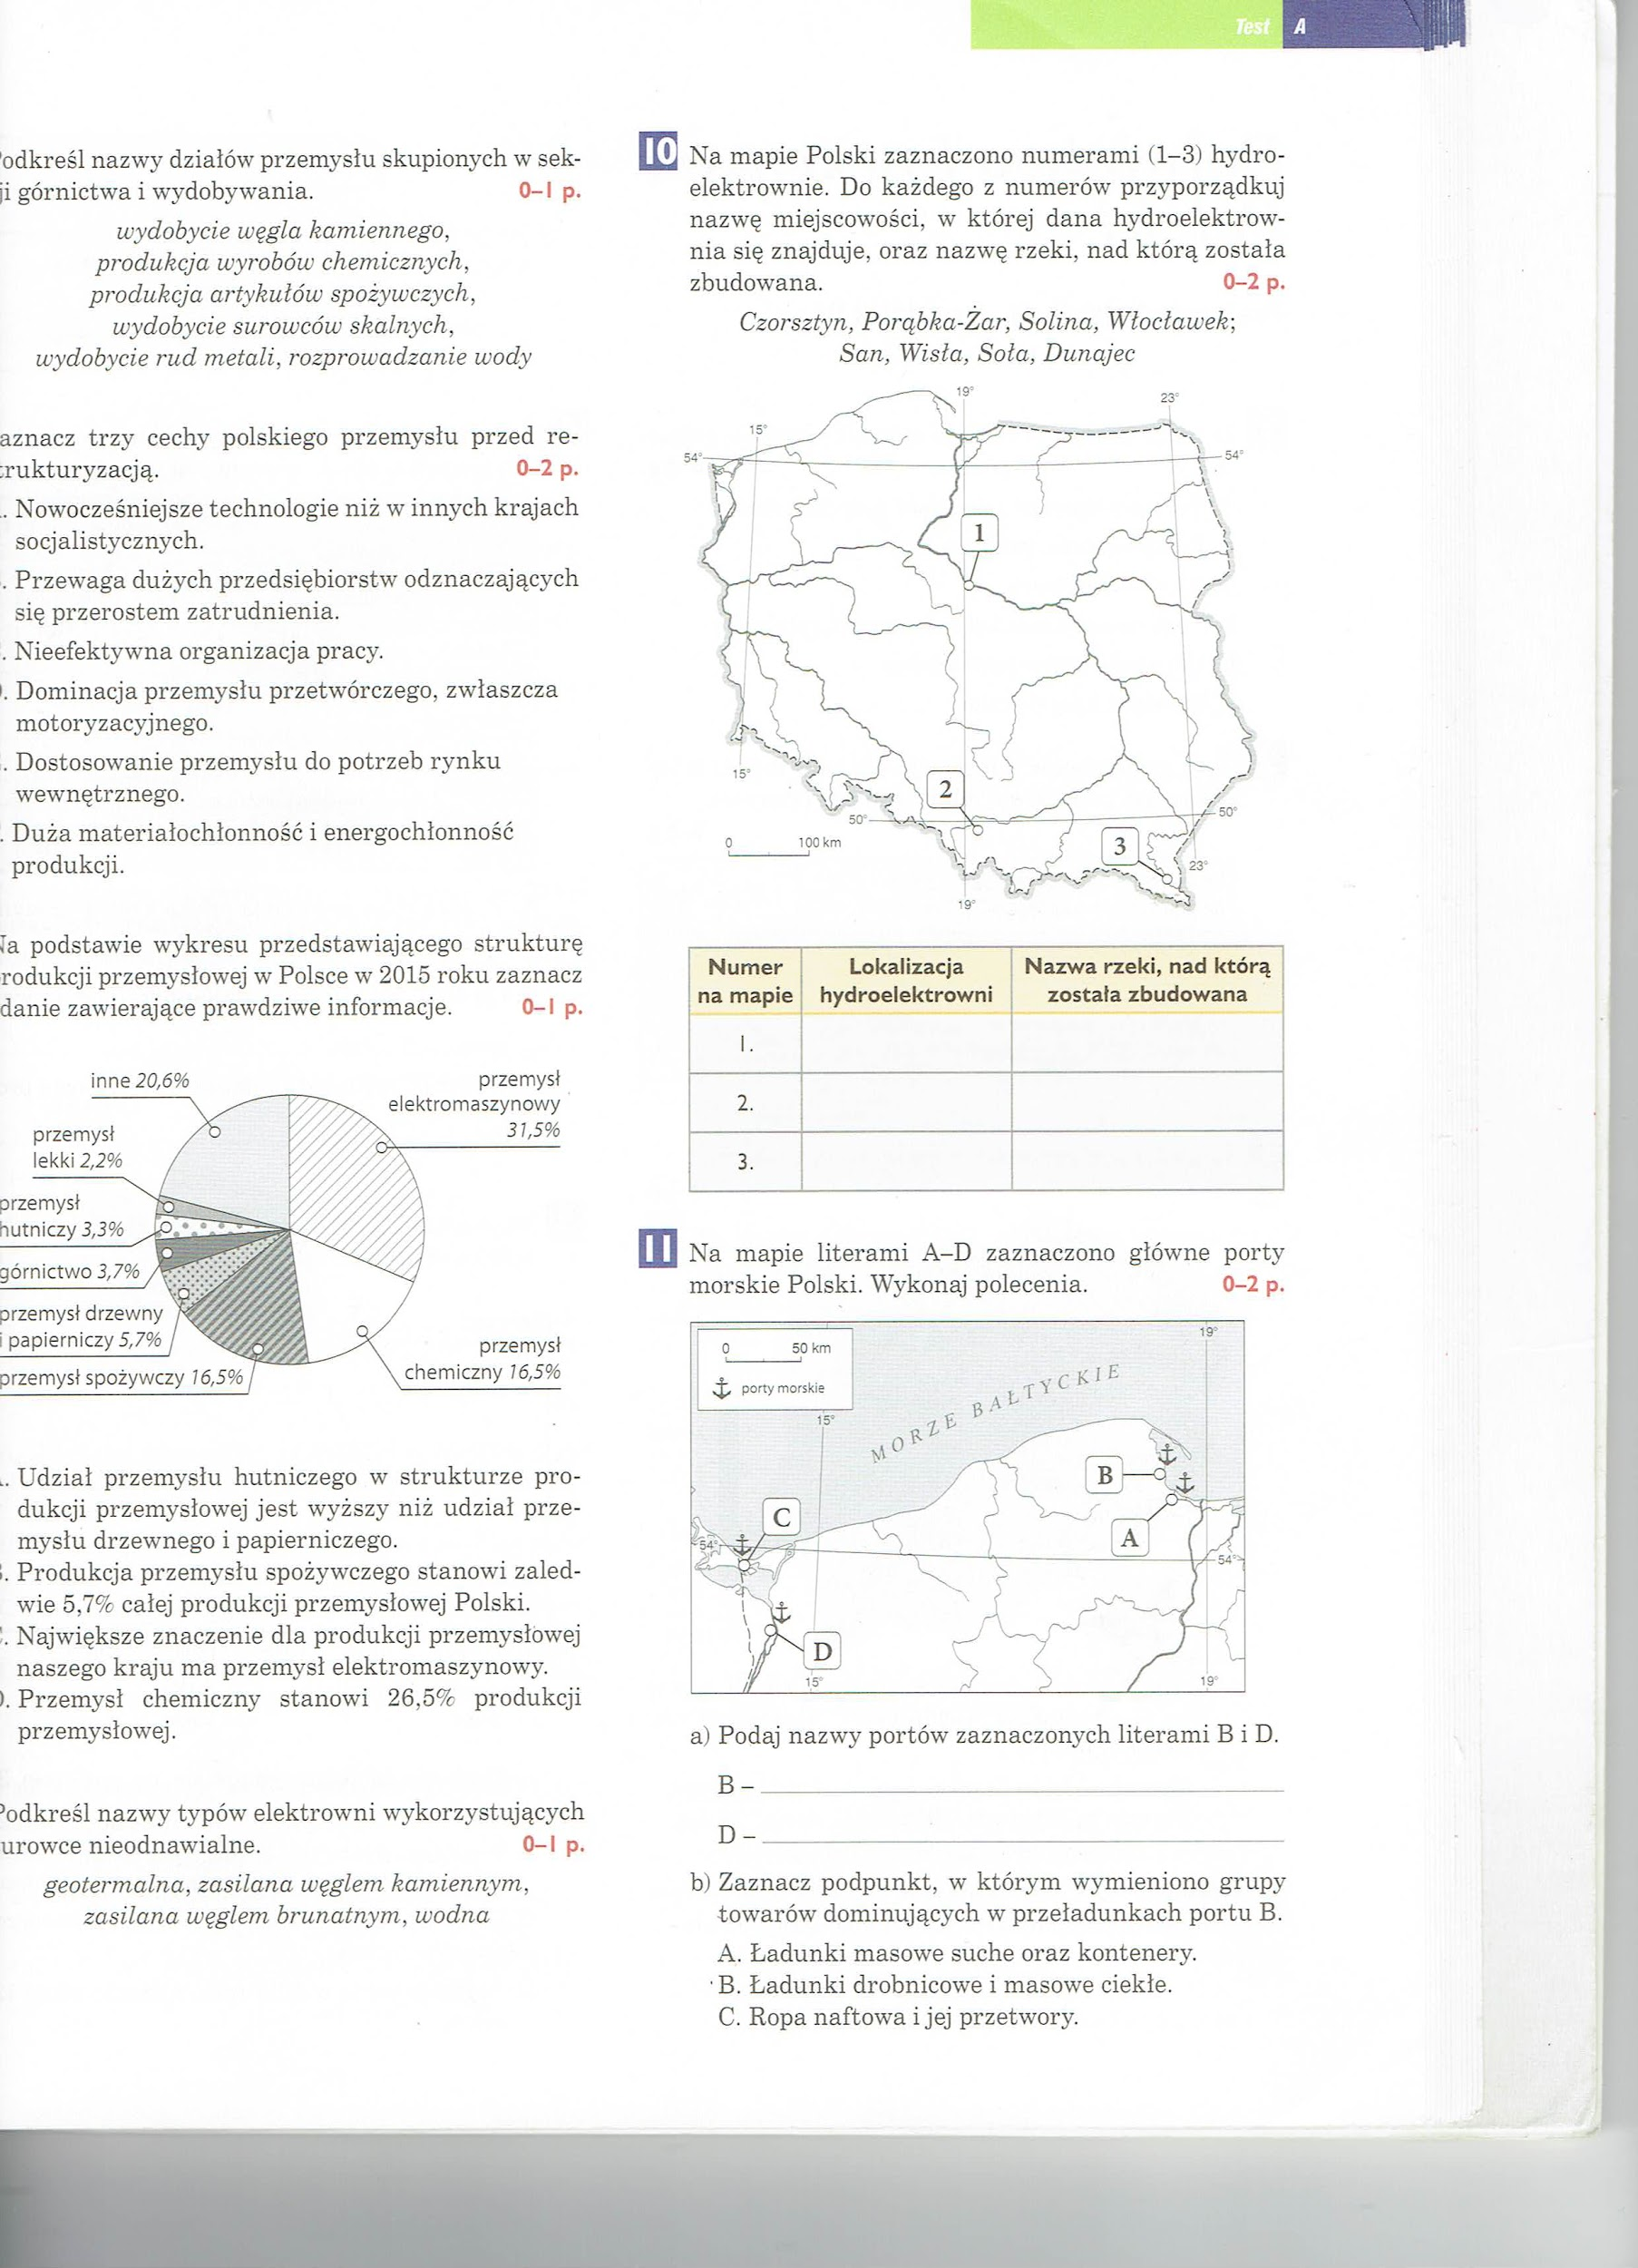 Test A
odkreśl nazwy działów przemysłu skupionych w sek-
ji górnictwa i wydobywania. 0–1 p.
wydobycie węgla kamiennego,
produkcja wyrobów chemicznych,
produkcja artykułów spożywczych,
wydobycie surowców skalnych,
wydobycie rud metali, rozprowadzanie wody
aznacz trzy cechy polskiego przemysłu przed re-
trukturyzacją. 0–2 p.
. Nowocześniejsze technologie niż w innych krajach
socjalistycznych.
. Przewaga dużych przedsiębiorstw odznaczających
się przerostem zatrudnienia.
. Nieefektywna organizacja pracy.
. Dominacja przemysłu przetwórczego, zwłaszcza
motoryzacyjnego.
. Dostosowanie przemysłu do potrzeb rynku
wewnętrznego.
. Duża materiałochłonność i energochłonność
produkcji.
a podstawie wykresu przedstawiającego strukturę
rodukcji przemysłowej w Polsce w 2015 roku zaznacz
danie zawierające prawdziwe informacje. 0–1 p.
inne 20,6%
przemysł
elektromaszynowy
31,5%
przemysł
lekki 2,2%
przemysł
hutniczy 3,3%
górnictwo 3,7%
przemysł drzewny
i papierniczy 5,7%
przemysł spożywczy 16,5%
przemysł
chemiczny 16,5%
. Udział przemysłu hutniczego w strukturze pro-
dukcji przemysłowej jest wyższy niż udział prze-
mysłu drzewnego i papierniczego.
. Produkcja przemysłu spożywczego stanowi zaled-
wie 5,7% całej produkcji przemysłowej Polski.
. Największe znaczenie dla produkcji przemysłowej
naszego kraju ma przemysł elektromaszynowy.
. Przemysł chemiczny stanowi 26,5% produkcji
przemysłowej.
Podkreśl nazwy typów elektrowni wykorzystujących
urowce nieodnawialne. 0–1 p.
geotermalna, zasilana węglem kamiennym,
zasilana węglem brunatnym, wodna
10 Na mapie Polski zaznaczono numerami (1–3) hydro-
elektrownie. Do każdego z numerów przyporządkuj
nazwę miejscowości, w której dana hydroelektrow-
nia się znajduje, oraz nazwę rzeki, nad którą została
zbudowana. 0–2 p.
Czorsztyn, Porąbka-Żar, Solina, Włocławek;
San, Wisła, Soła, Dunajec
19°
23°
15°
54°
54°
1
15°
2
50°
50°
0 100 km
3
23°
19°
Numer na mapie
Lokalizacja hydroelektrowni
Nazwa rzeki, nad którą została zbudowana
1.
2.
3.
11 Na mapie literami A–D zaznaczono główne porty
morskie Polski. Wykonaj polecenia. 0–2 p.
0 50 km
porty morskie
19°
15°
MORZE BAŁTYCKIE
B
C
A
54°
54°
D
15°
19°
a) Podaj nazwy portów zaznaczonych literami B i D.
B –
D –
b) Zaznacz podpunkt, w którym wymieniono grupy
towarów dominujących w przeładunkach portu B.
A. Ładunki masowe suche oraz kontenery.
B. Ładunki drobnicowe i masowe ciekłe.
C. Ropa naftowa i jej przetwory.